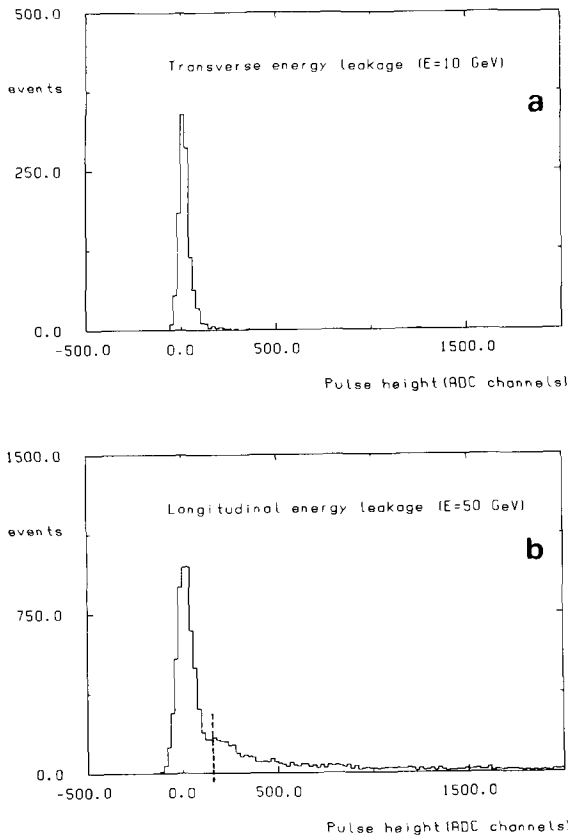 500.0
Transverse energy leakage (E=10 GeV)
events
a
250.0
0.0
-500.0 0.0 500.0 1500.0
Pulse height(ADC channels)
1500.0
Longitudinal energy leakage (E=50 GeV)
events
b
750.0
0.0
-500.0 0.0 500.0 1500.0
Pulse height(ADC channels)